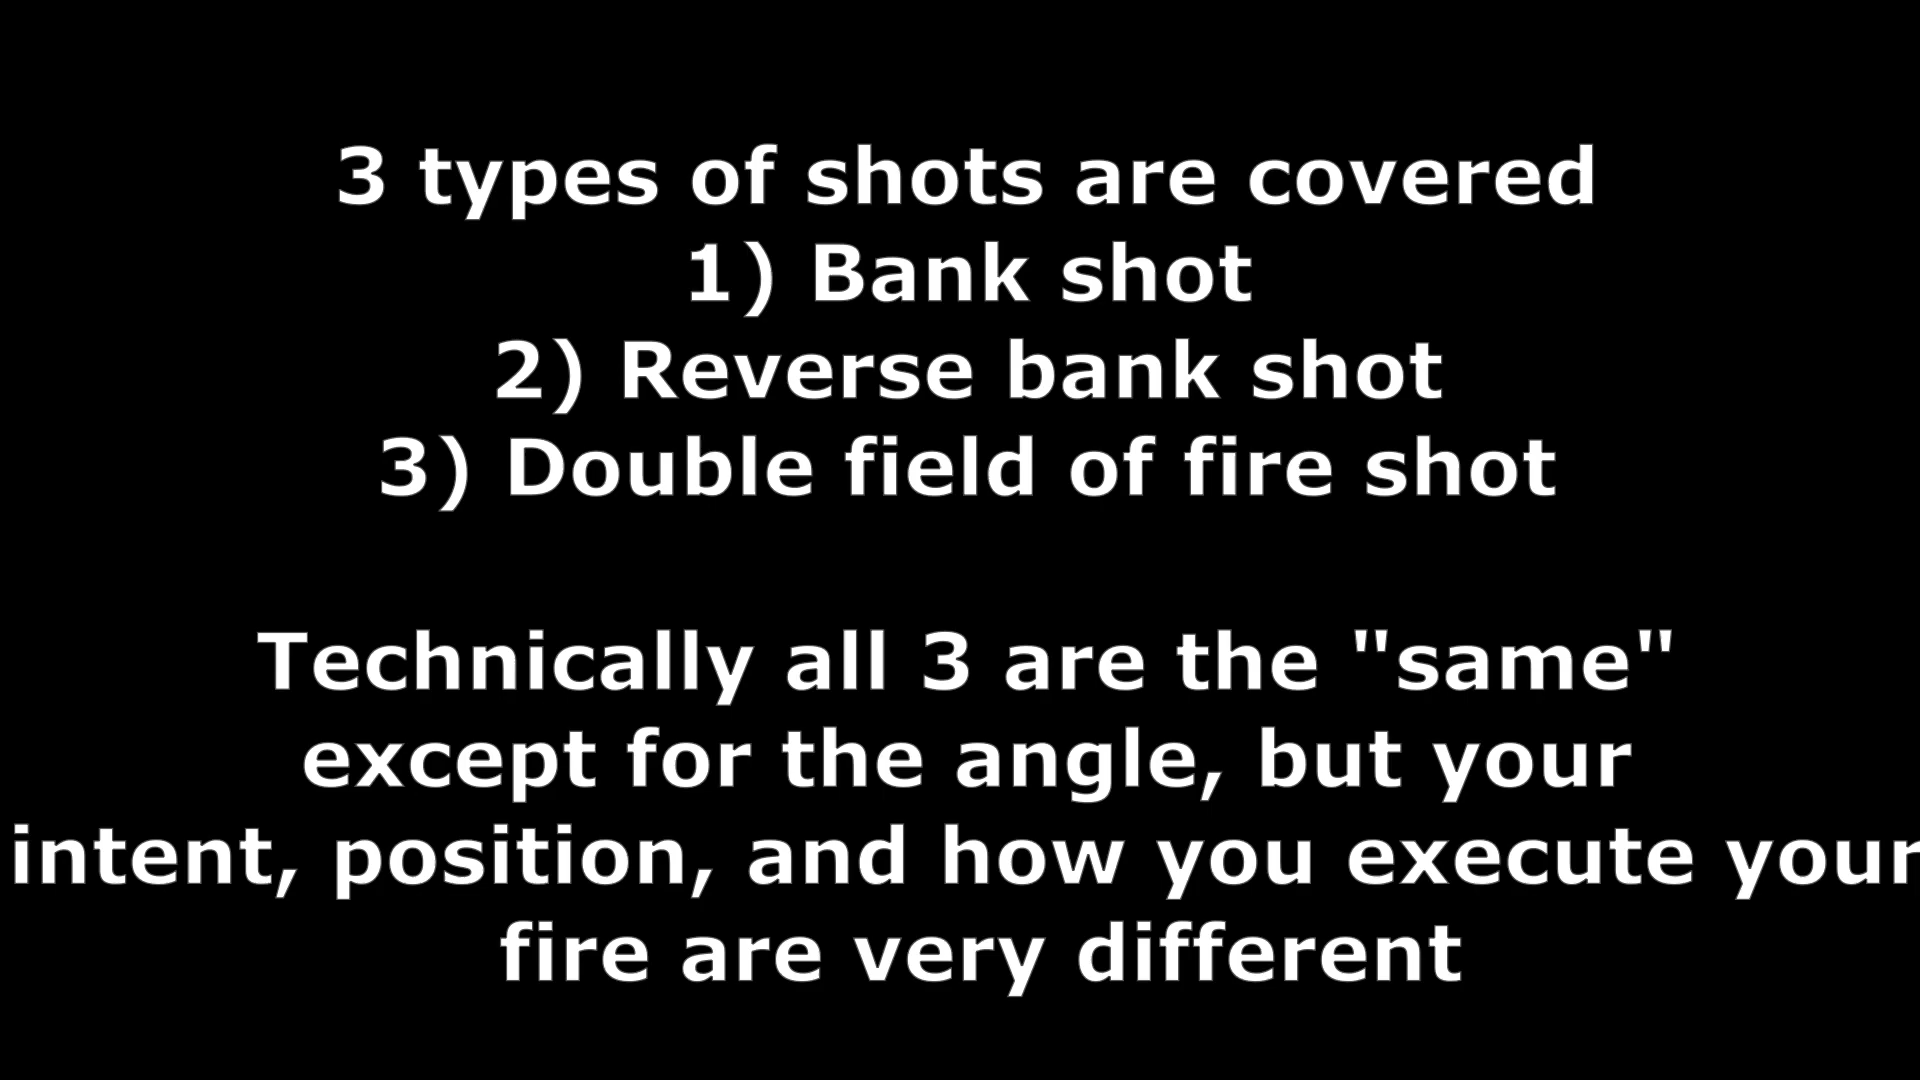 3 types of shots are covered
1) Bank shot
2) Reverse bank shot
3) Double field of fire shot
Technically all 3 are the "same"
except for the angle, but your
intent, position, and how you execute your
fire are very different